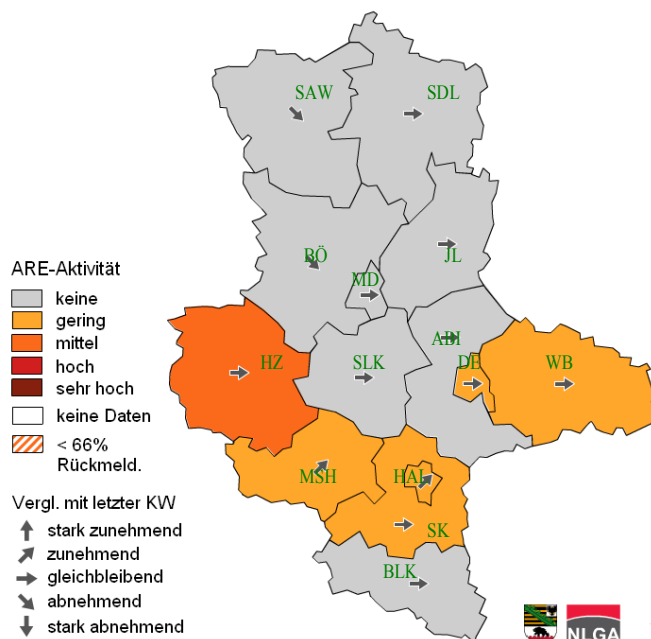 SAW
SDL
BÖ
JL
MD
ARE-Aktivität
keine
gering
mittel
hoch
sehr hoch
keine Daten
< 66%
Rückmeld.
HZ
SLK
ABI
DE
WB
MSH
HAL
SK
BLK
Vergl. mit letzter KW
stark zunehmend
zunehmend
gleichbleibend
abnehmend
stark abnehmend
NLGA